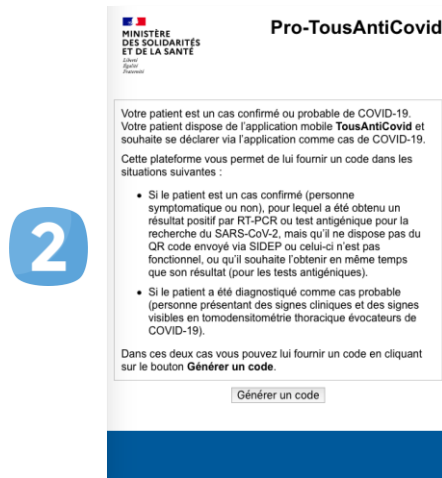 MINISTÈRE
DES SOLIDARITÉS
ET DE LA SANTÉ
Liberté
Égalité
Fraternité
Pro-TousAntiCovid
Votre patient est un cas confirmé ou probable de COVID-19.
Votre patient dispose de l'application mobile TousAntiCovid et
souhaite se déclarer via l'application comme cas de COVID-19.
Cette plateforme vous permet de lui fournir un code dans les
situations suivantes :
• Si le patient est un cas confirmé (personne
symptomatique ou non), pour lequel a été obtenu un
résultat positif par RT-PCR ou test antigénique pour la
recherche du SARS-CoV-2, mais qu'il ne dispose pas du
QR code envoyé via SIDEP ou celui-ci n'est pas
fonctionnel, ou qu'il souhaite l'obtenir en même temps
que son résultat (pour les tests antigéniques).
• Si le patient a été diagnostiqué comme cas probable
(personne présentant des signes cliniques et des signes
visibles en tomodensitométrie thoracique évocateurs de
COVID-19).
Dans ces deux cas vous pouvez lui fournir un code en cliquant
sur le bouton Générer un code.
Générer un code
2